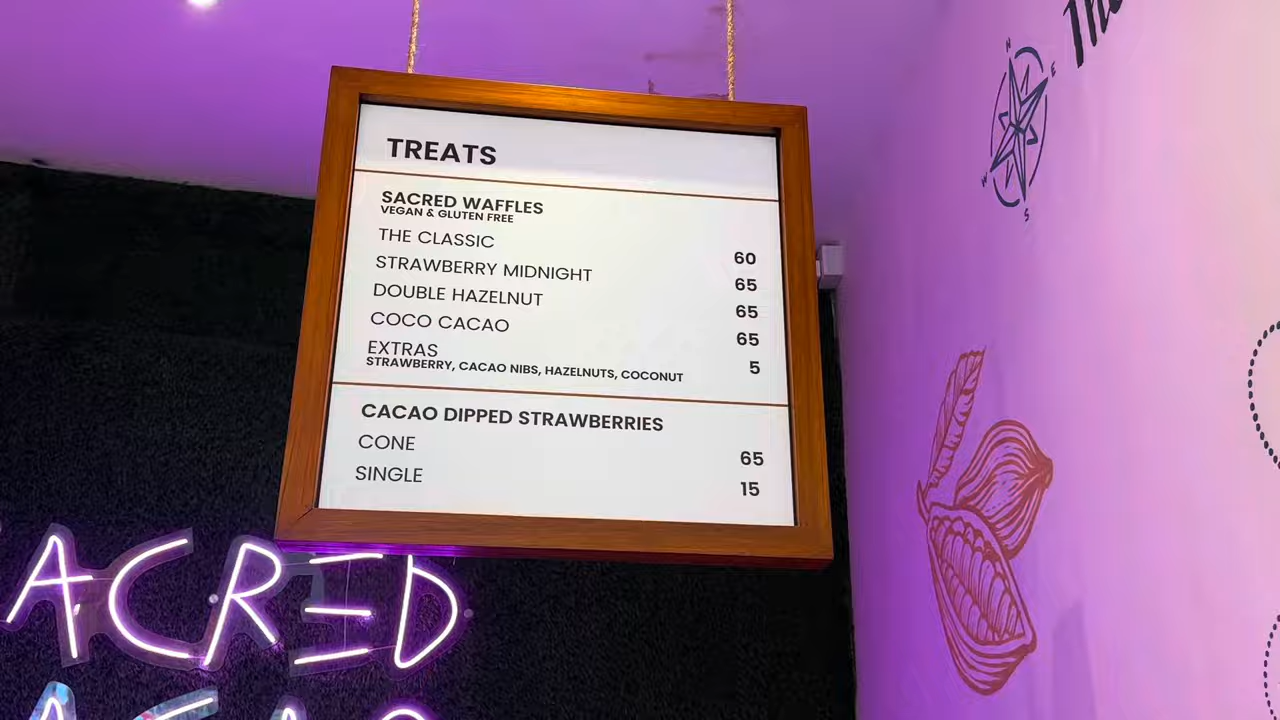 TREATS
SACRED WAFFLES
VEGAN & GLUTEN FREE
THE CLASSIC 60
STRAWBERRY MIDNIGHT 65
DOUBLE HAZELNUT 65
COCO CACAO 65
EXTRAS 5
STRAWBERRY, CACAO NIBS, HAZELNUTS, COCONUT
CACAO DIPPED STRAWBERRIES
CONE 65
SINGLE 15
ACRED
N
E
W
S
The